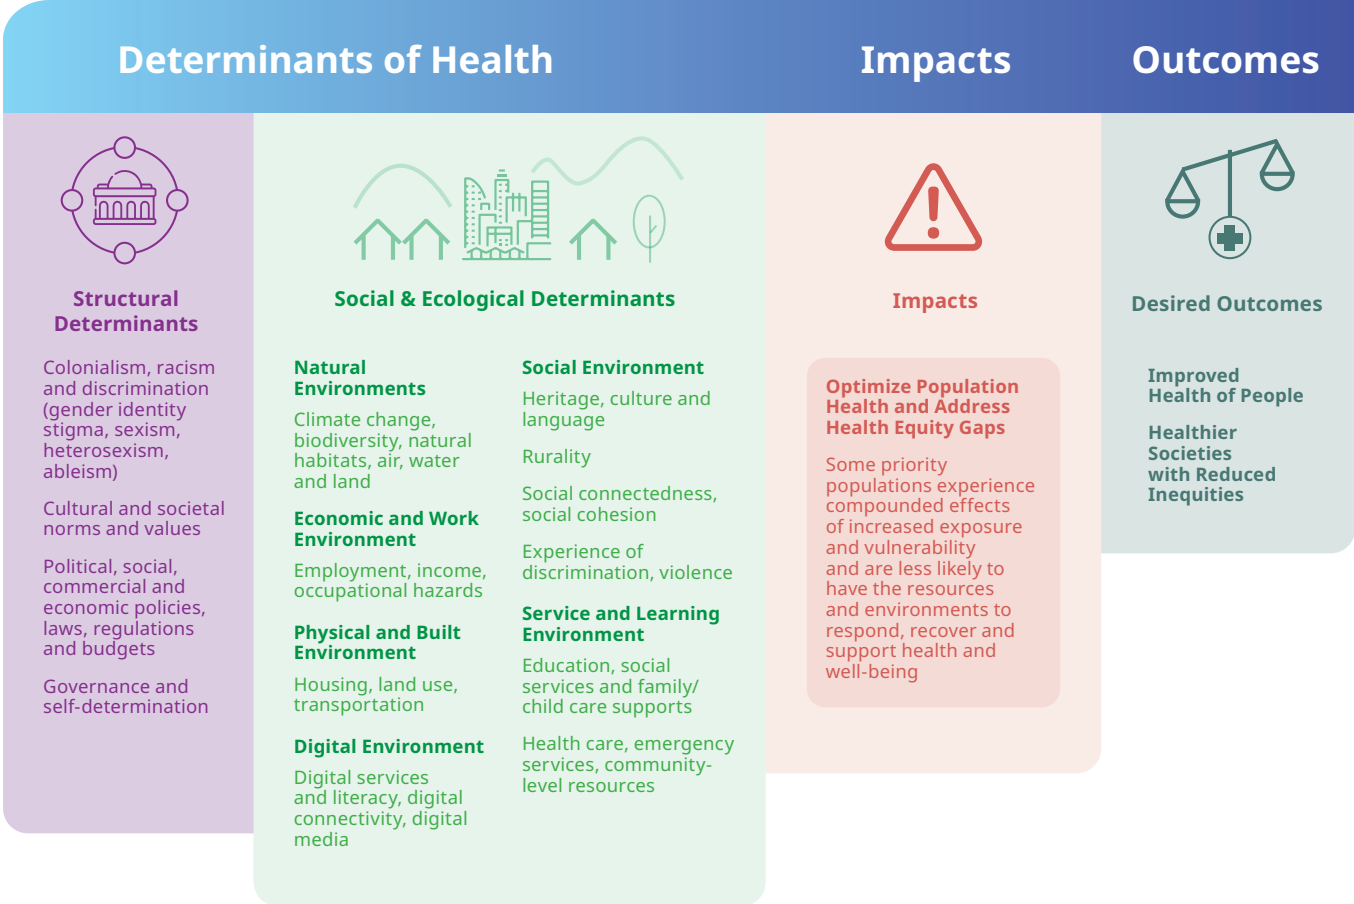 Determinants of Health
Impacts
Outcomes
Structural
Determinants
Colonialism, racism
and discrimination
(gender identity
stigma, sexism,
heterosexism,
ableism)
Cultural and societal
norms and values
Political, social,
commercial and
economic policies,
laws, regulations
and budgets
Governance and
self-determination
Social & Ecological Determinants
Natural
Environments
Climate change,
biodiversity, natural
habitats, air, water
and land
Economic and Work
Environment
Employment, income,
occupational hazards
Physical and Built
Environment
Housing, land use,
transportation
Digital Environment
Digital services
and literacy, digital
connectivity, digital
media
Social Environment
Heritage, culture and
language
Rurality
Social connectedness,
social cohesion
Experience of
discrimination, violence
Service and Learning
Environment
Education, social
services and family/
child care supports
Health care, emergency
services, community-
level resources
Impacts
Optimize Population
Health and Address
Health Equity Gaps
Some priority
populations experience
compounded effects
of increased exposure
and vulnerability
and are less likely to
have the resources
and environments to
respond, recover and
support health and
well-being
Desired Outcomes
Improved
Health of People
Healthier
Societies
with Reduced
Inequities